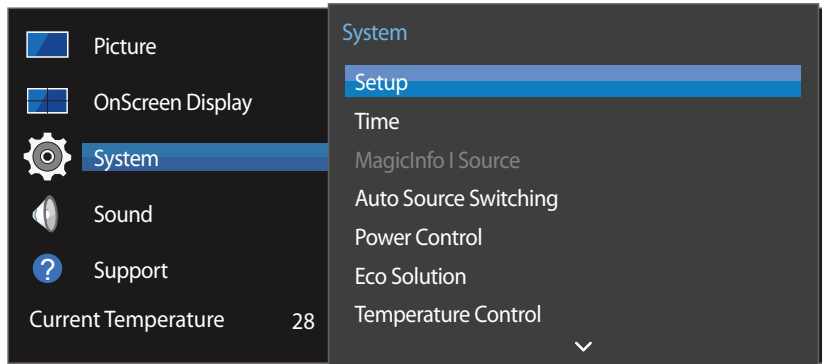 Picture
OnScreen Display
System
Sound
?
Support
Current Temperature 28
System
Setup
Time
MagicInfo I Source
Auto Source Switching
Power Control
Eco Solution
Temperature Control